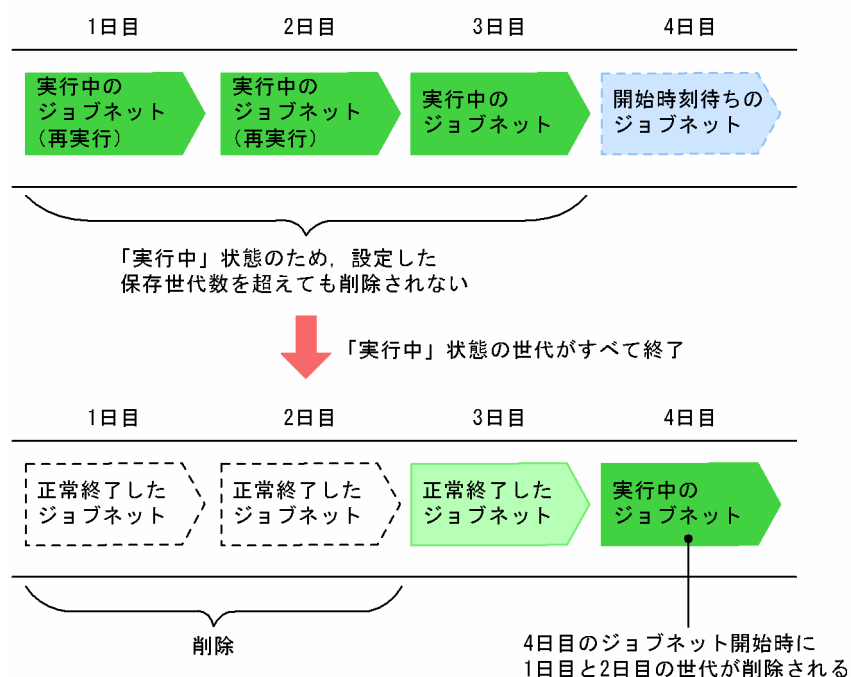 1日目
2日目
3日目
4日目
実行中の
ジョブネット
(再実行)
実行中の
ジョブネット
(再実行)
実行中の
ジョブネット
開始時刻待ちの
ジョブネット
「実行中」状態のため，設定した
保存世代数を超えても削除されない
「実行中」状態の世代がすべて終了
1日目
2日目
3日目
4日目
正常終了した
ジョブネット
正常終了した
ジョブネット
正常終了した
ジョブネット
実行中の
ジョブネット
削除
4日目のジョブネット開始時に
1日目と2日目の世代が削除される